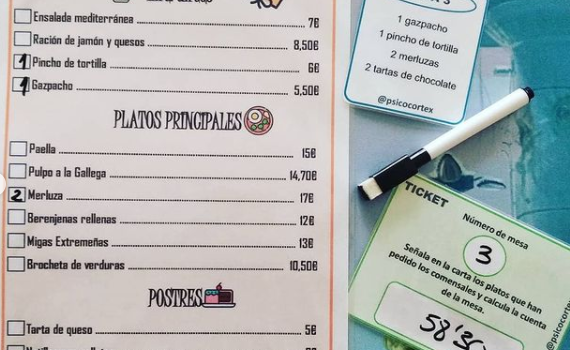 Ensalada mediterránea 7€
Ración de jamón y quesos 8,50€
1 Pincho de tortilla 6€
1 Gazpacho 5,50€
PLATOS PRINCIPALES
Paella 15€
Pulpo a la Gallega 14,70€
2 Merluza 17€
Berenjenas rellenas 12€
Migas Extremeñas 13€
Brocheta de verduras 10,50€
POSTRES
Tarta de queso 5€
1 gazpacho
1 pincho de tortilla
2 merluzas
2 tartas de chocolate
@psicocortex
TICKET
Número de mesa
3
Señala en la carta los platos que han
pedido los comensales y calcula la cuenta
de la mesa.
@psicocortex